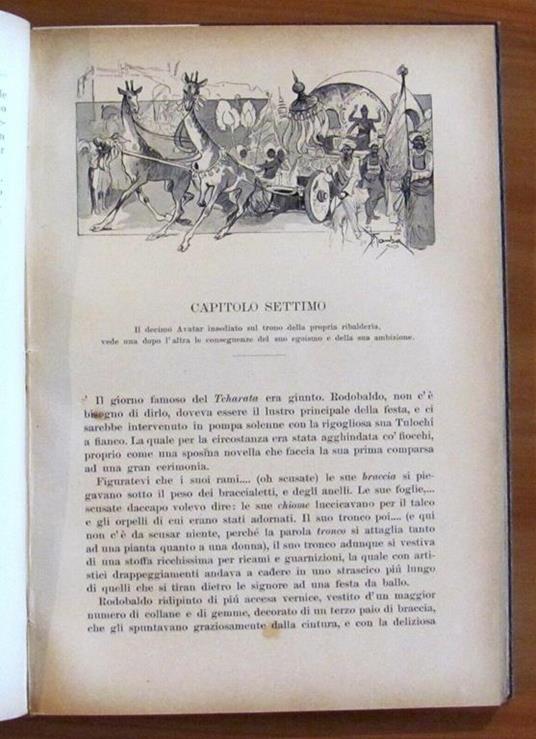 CAPITOLO SETTIMO
Il decimo Avatar insediato sul trono della propria ribalderia,
vede una dopo l'altra le conseguenze del suo egoismo e della sua ambizione.
Il giorno famoso del Tcharata era giunto. Rodobaldo, non c'è
bisogno di dirlo, doveva essere il lustro principale della festa, e ci
sarebbe intervenuto in pompa solenne con la rigogliosa sua Tulochi
a fianco. La quale per la circostanza era stata agghindata co' fiocchi,
proprio come una sposina novella che faccia la sua prima comparsa
ad una gran cerimonia.
Figuratevi che i suoi rami.... (oh scusate) le sue braccia si pie-
gavano sotto il peso dei braccialetti, e degli anelli. Le sue foglie,...
scusate daccapo volevo dire: le sue chiome luccicavano per il talco
e gli orpelli di cui erano stati adornati. Il suo tronco poi.... (e qui
non c'è da scusar niente, perché la parola tronco si attaglia tanto
ad una pianta quanto a una donna), il suo tronco adunque si vestiva
di una stoffa ricchissima per ricami e guarnizioni, la quale con arti-
stici drappeggiamenti andava a cadere in uno strascico piú lungo
di quelli che si tiran dietro le signore ad una festa da ballo.
Rodobaldo ridipinto di piú accesa vernice, vestito d'un maggior
numero di collane e di gemme, decorato di un terzo paio di braccia,
che gli spuntavano graziosamente dalla cintura, e con la deliziosa